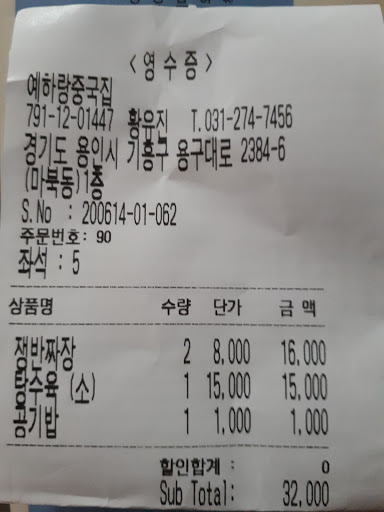 < 영 수 증 >
예하랑중국집
791-12-01447 황유진 T.031-274-7456
경기도 용인시 기흥구 용구대로 2384-6
(마북동)1층
S.No : 200614-01-062
주문번호: 90
좌석 : 5
상품명 수량 단가 금 액
쟁반짜장 2 8,000 16,000
탕수육 (소) 1 15,000 15,000
공기밥 1 1,000 1,000
할인합계 : 0
Sub Total: 32,000